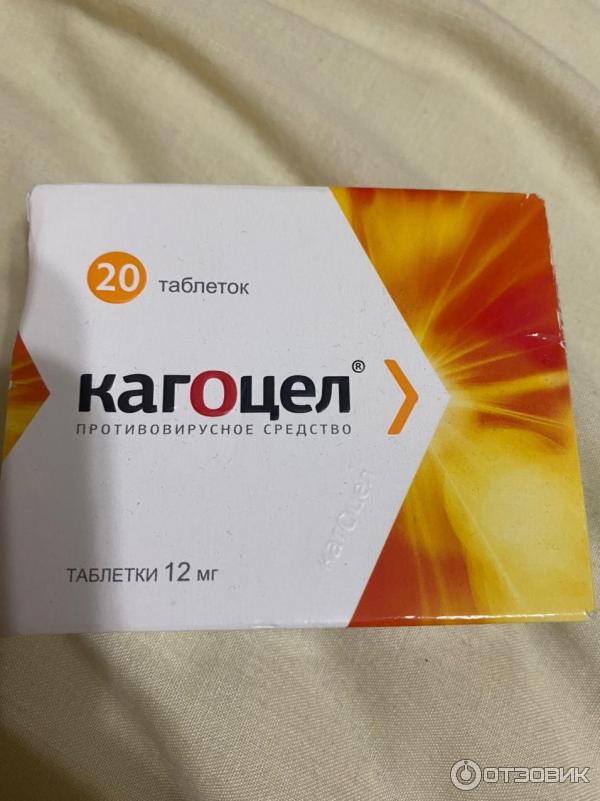 20 таблеток
кагоцел®
ПРОТИВОВИРУСНОЕ СРЕДСТВО
кагоцел
ТАБЛЕТКИ 12 мг
ОТЗОВИК